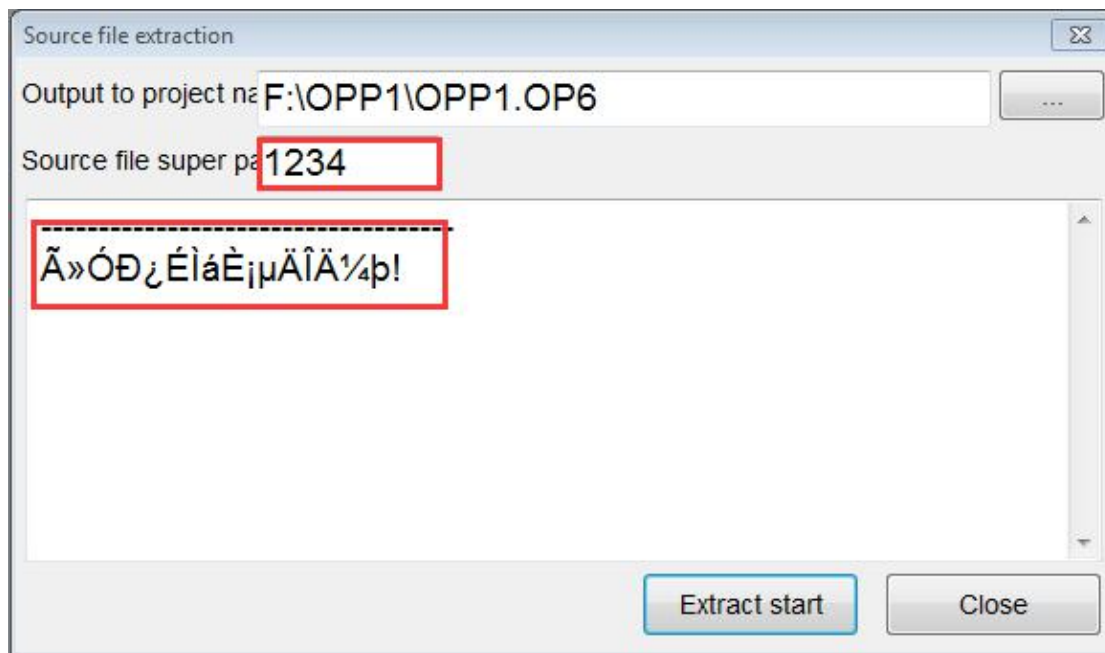 Source file extraction
Output to project na F:\OPP1\OPP1.OP6 ...
Source file super pa 1234
------------------------------------
Ã»ÓÐ¿ÉÌáÈ¡µÄÎÄ¼þ!
Extract start Close